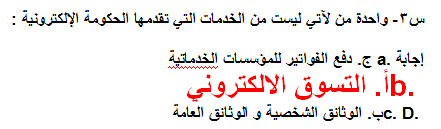 س٣- واحدة من لآتي ليست من الخدمات التي تقدمها الحكومة الإلكترونية :
إجابة a. ج. دفع الفواتير للمؤسسات الخدماتية
b. أ. التسوق الالكتروني
c. D. ب. الوثائق الشخصية و الوثائق العامة